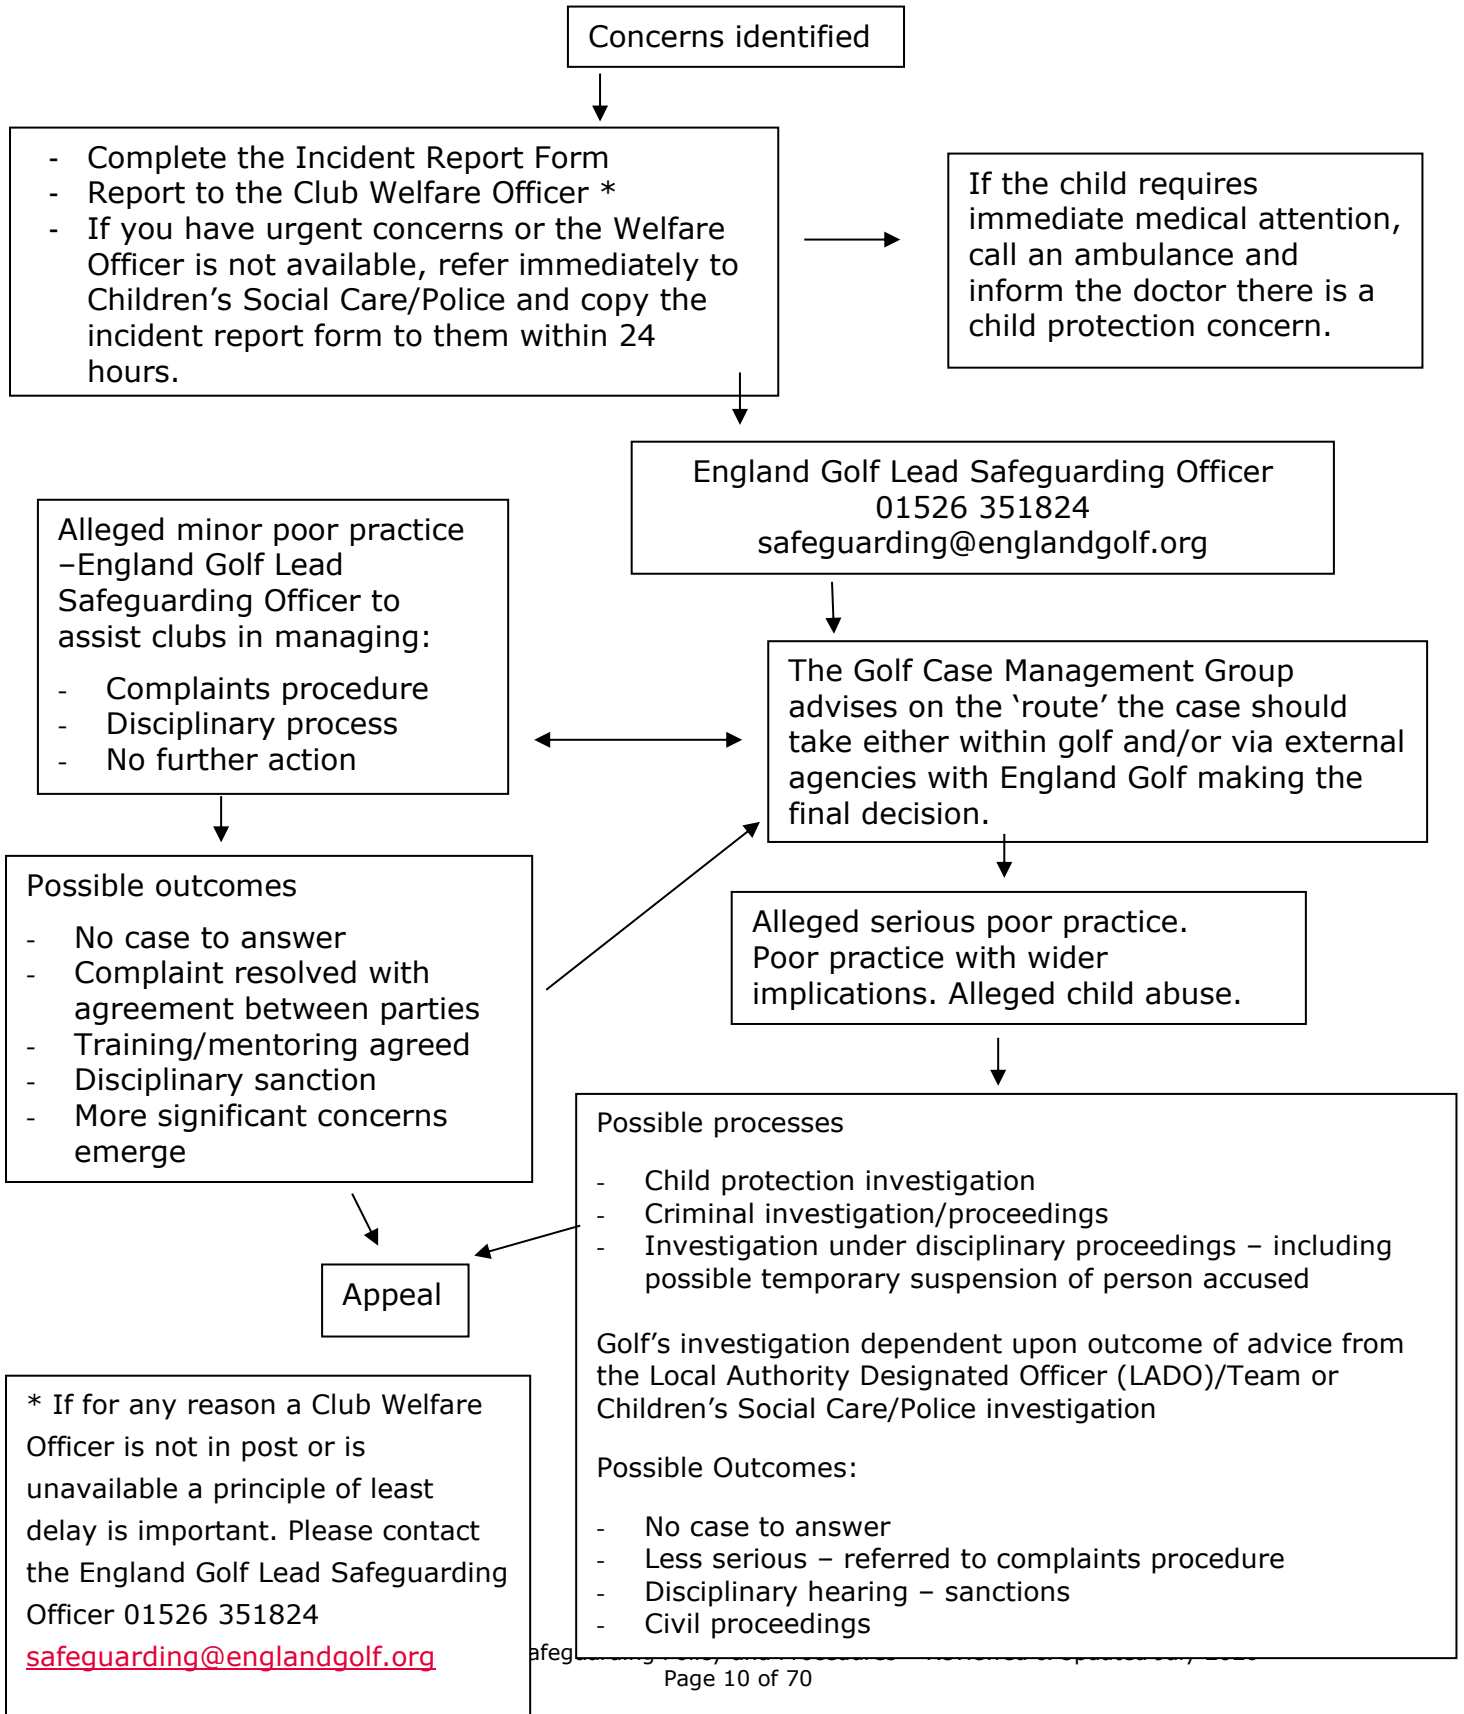 Concerns identified
- Complete the Incident Report Form
- Report to the Club Welfare Officer *
- If you have urgent concerns or the Welfare
Officer is not available, refer immediately to
Children’s Social Care/Police and copy the
incident report form to them within 24
hours.
If the child requires
immediate medical attention,
call an ambulance and
inform the doctor there is a
child protection concern.
England Golf Lead Safeguarding Officer
01526 351824
safeguarding@englandgolf.org
Alleged minor poor practice
–England Golf Lead
Safeguarding Officer to
assist clubs in managing:
- Complaints procedure
- Disciplinary process
- No further action
The Golf Case Management Group
advises on the ‘route’ the case should
take either within golf and/or via external
agencies with England Golf making the
final decision.
Possible outcomes
- No case to answer
- Complaint resolved with
agreement between parties
- Training/mentoring agreed
- Disciplinary sanction
- More significant concerns
emerge
Alleged serious poor practice.
Poor practice with wider
implications. Alleged child abuse.
Possible processes
- Child protection investigation
- Criminal investigation/proceedings
- Investigation under disciplinary proceedings – including
possible temporary suspension of person accused
Golf’s investigation dependent upon outcome of advice from
the Local Authority Designated Officer (LADO)/Team or
Children’s Social Care/Police investigation
Possible Outcomes:
- No case to answer
- Less serious – referred to complaints procedure
- Disciplinary hearing – sanctions
- Civil proceedings
Appeal
* If for any reason a Club Welfare
Officer is not in post or is
unavailable a principle of least
delay is important. Please contact
the England Golf Lead Safeguarding
Officer 01526 351824
safeguarding@englandgolf.org
Page 10 of 70